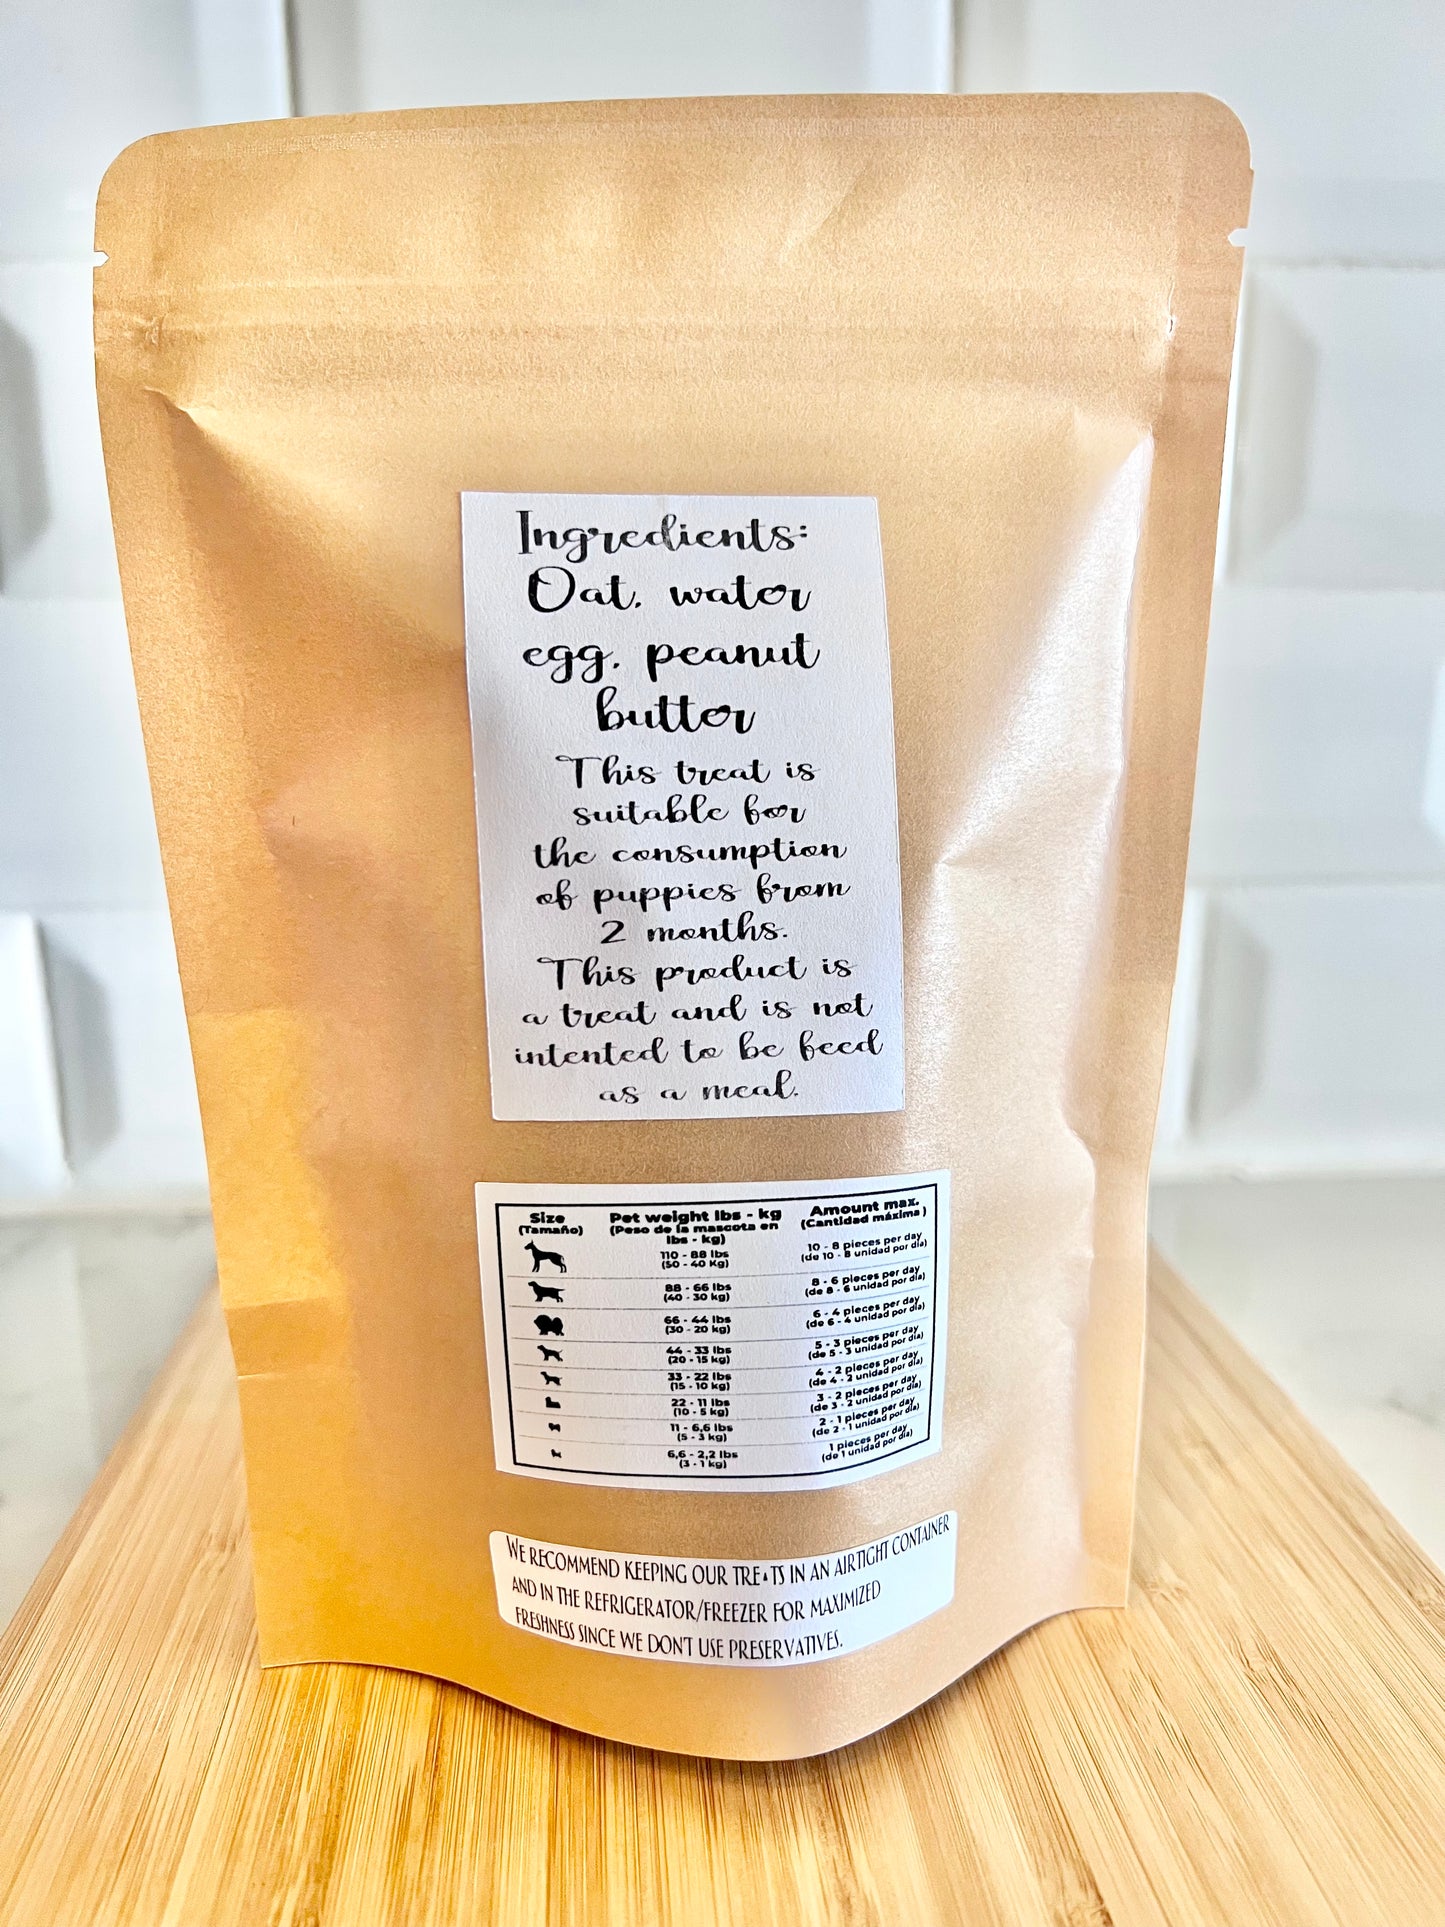 Ingredients:
Oat, water
egg, peanut
butter
This treat is
suitable for
the consumption
of puppies from
2 months.
This product is
a treat and is not
intented to be feed
as a meal.
Size Pet weight lbs - kg Amount max.
(Tamaño) (Peso de la mascota en (Cantidad máxima)
lbs - kg)
110 - 88 lbs 10 - 8 pieces per day
(50 - 40 Kg) (de 10 - 8 unidad por día)
88 - 66 lbs 8 - 6 pieces per day
(40 - 30 kg) (de 8 - 6 unidad por día)
66 - 44 lbs 6 - 4 pieces per day
(30 - 20 kg) (de 6 - 4 unidad por día)
44 - 33 lbs 5 - 3 pieces per day
(20 - 15 kg) (de 5 - 3 unidad por día)
33 - 22 lbs 4 - 2 pieces per day
(15 - 10 kg) (de 4 - 2 unidad por día)
22 - 11 lbs 3 - 2 pieces per day
(10 - 5 kg) (de 3 - 2 unidad por día)
11 - 6,6 lbs 2 - 1 pieces per day
(5 - 3 kg) (de 2 - 1 unidad por día)
6,6 - 2,2 lbs 1 pieces per day
(3 - 1 kg) (de 1 unidad por día)
WE RECOMMEND KEEPING OUR TREATS IN AN AIRTIGHT CONTAINER
AND IN THE REFRIGERATOR/FREEZER FOR MAXIMIZED
FRESHNESS SINCE WE DON'T USE PRESERVATIVES.